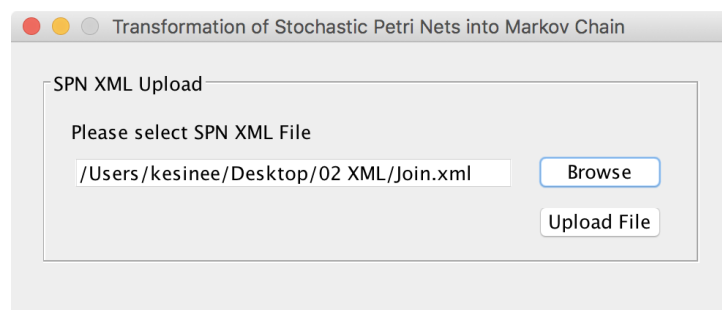 Transformation of Stochastic Petri Nets into Markov Chain
SPN XML Upload
Please select SPN XML File
/Users/kesinee/Desktop/02 XML/Join.xml
Browse
Upload File